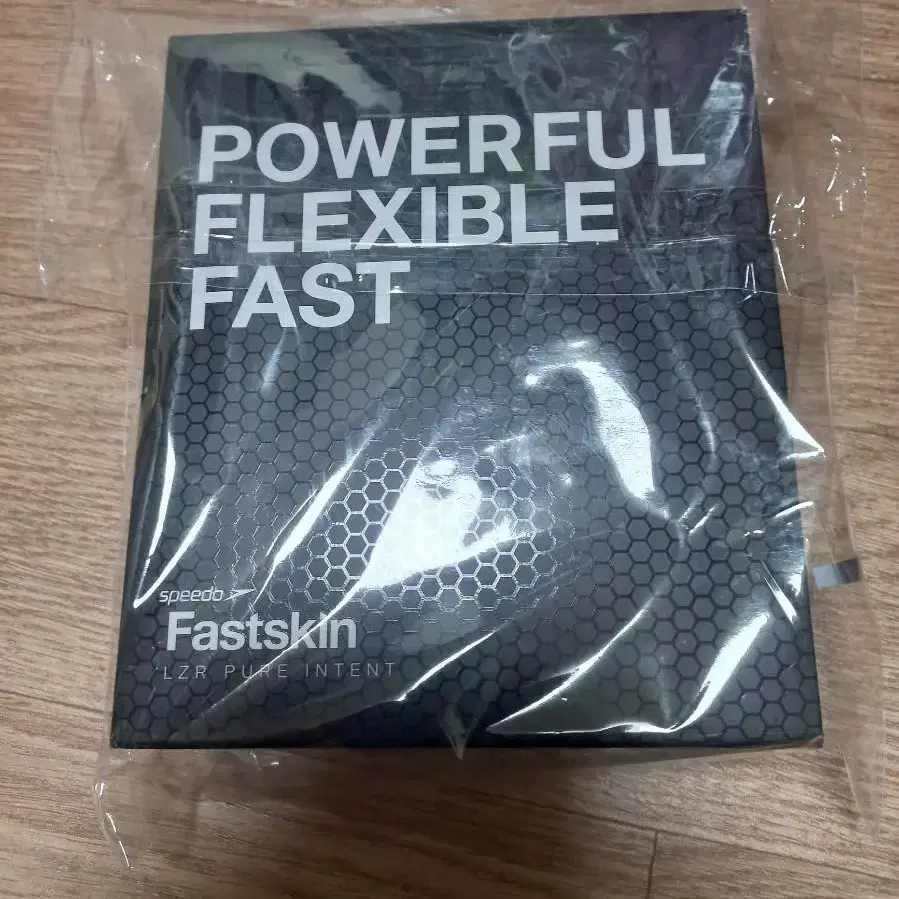 POWERFUL
FLEXIBLE
FAST
speedo
Fastskin
LZR PURE INTENT